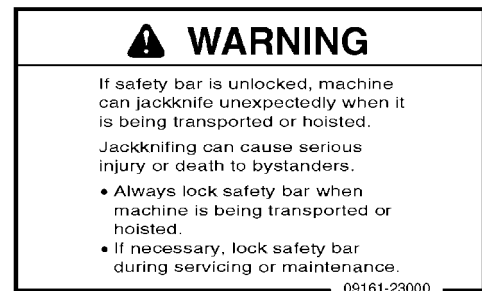 WARNING
If safety bar is unlocked, machine
can jackknife unexpectedly when it
is being transported or hoisted.
Jackknifing can cause serious
injury or death to bystanders.
• Always lock safety bar when
machine is being transported or
hoisted.
• If necessary, lock safety bar
during servicing or maintenance.
09161-23000